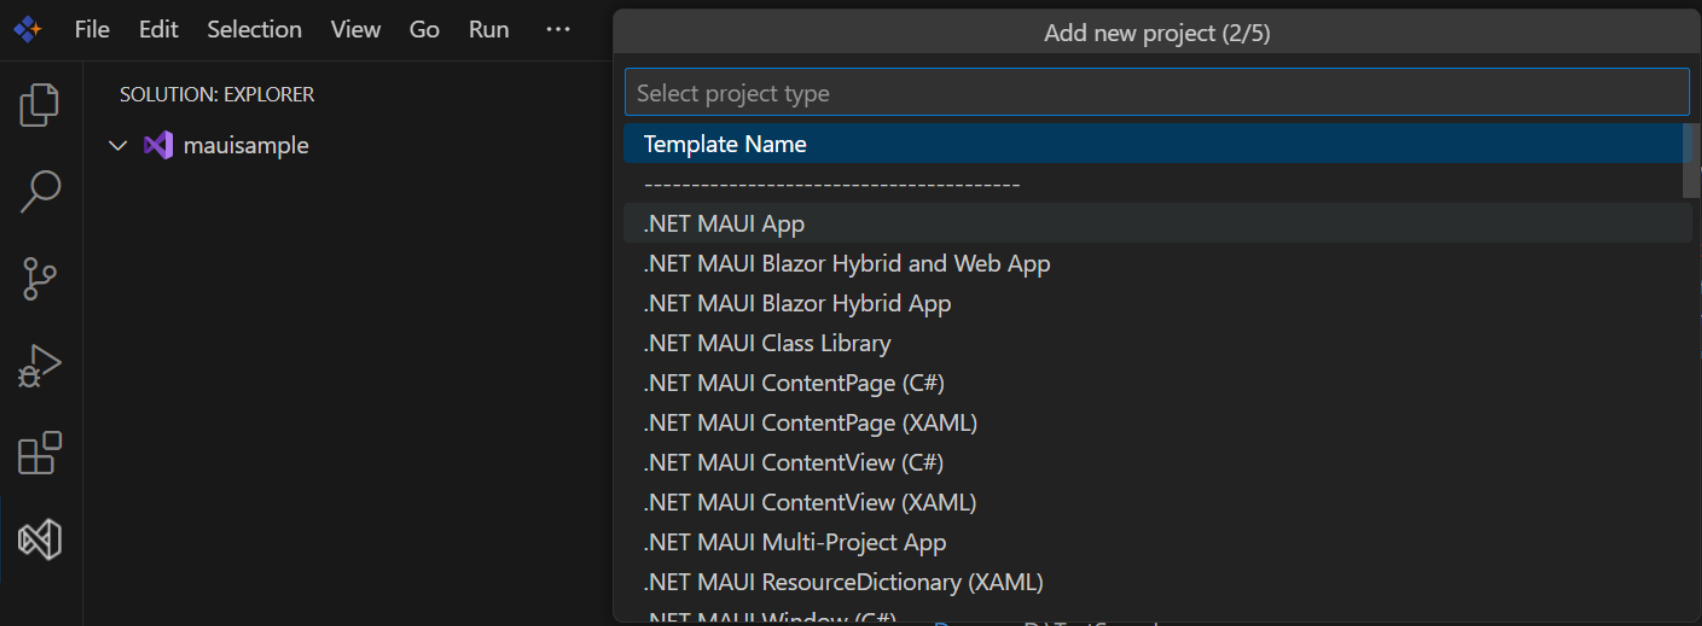 File Edit Selection View Go Run ···
Add new project (2/5)
Select project type
SOLUTION: EXPLORER
mauisample
Template Name
----------------------------------------
.NET MAUI App
.NET MAUI Blazor Hybrid and Web App
.NET MAUI Blazor Hybrid App
.NET MAUI Class Library
.NET MAUI ContentPage (C#)
.NET MAUI ContentPage (XAML)
.NET MAUI ContentView (C#)
.NET MAUI ContentView (XAML)
.NET MAUI Multi-Project App
.NET MAUI ResourceDictionary (XAML)
.NET MAUI Window (C#)